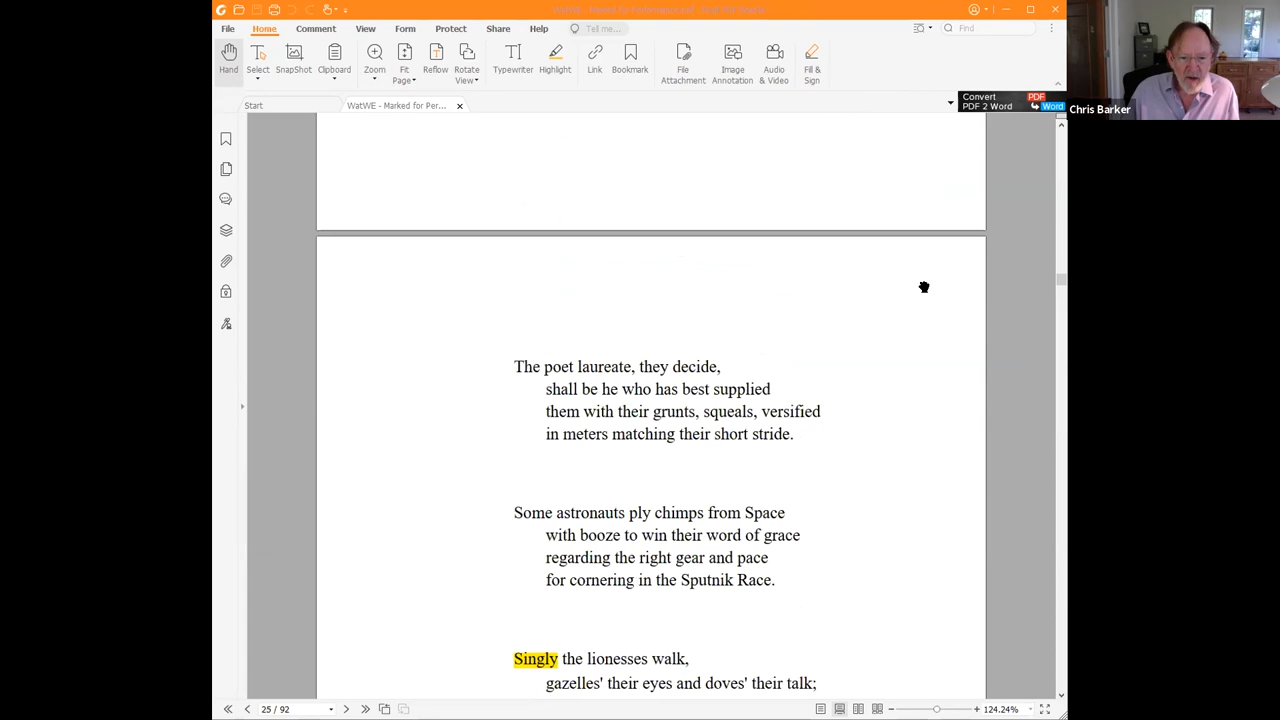 File Home Comment View Form Protect Share Help Tell me... Find
Hand Select SnapShot Clipboard Zoom Fit Page Reflow Rotate View Typewriter Highlight Link Bookmark File Attachment Image Annotation Audio & Video Fill & Sign
Start WatWE - Marked for Per...
Convert PDF 2 Word PDF Word
Chris Barker
The poet laureate, they decide,
shall be he who has best supplied
them with their grunts, squeals, versified
in meters matching their short stride.
Some astronauts ply chimps from Space
with booze to win their word of grace
regarding the right gear and pace
for cornering in the Sputnik Race.
Singly the lionesses walk,
gazelles' their eyes and doves' their talk;
25 / 92 124.24%